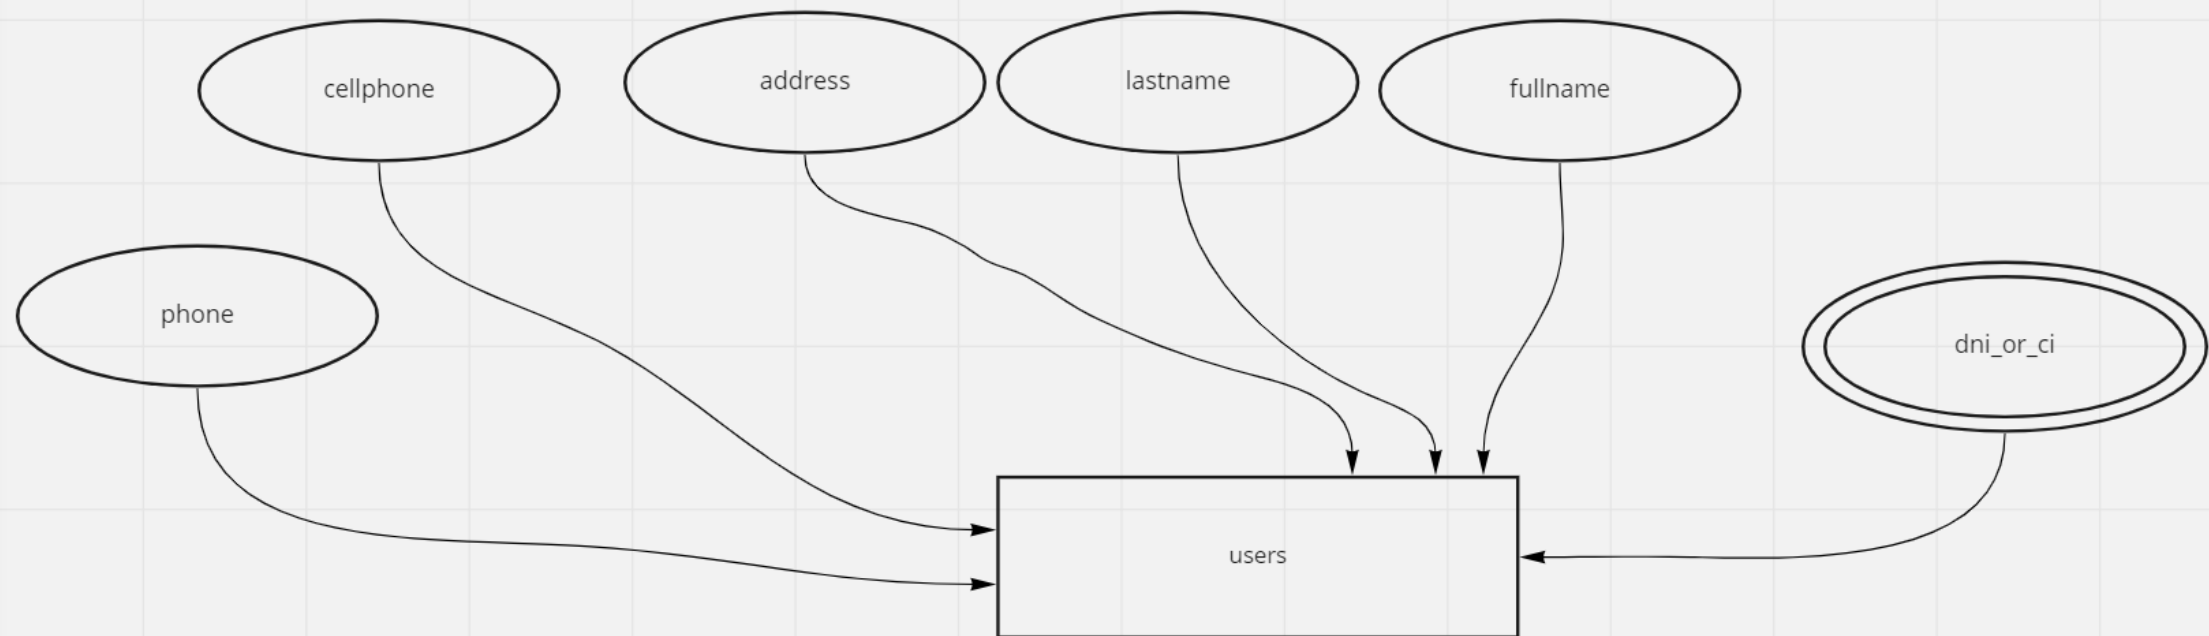 cellphone
address
lastname
fullname
phone
dni_or_ci
users